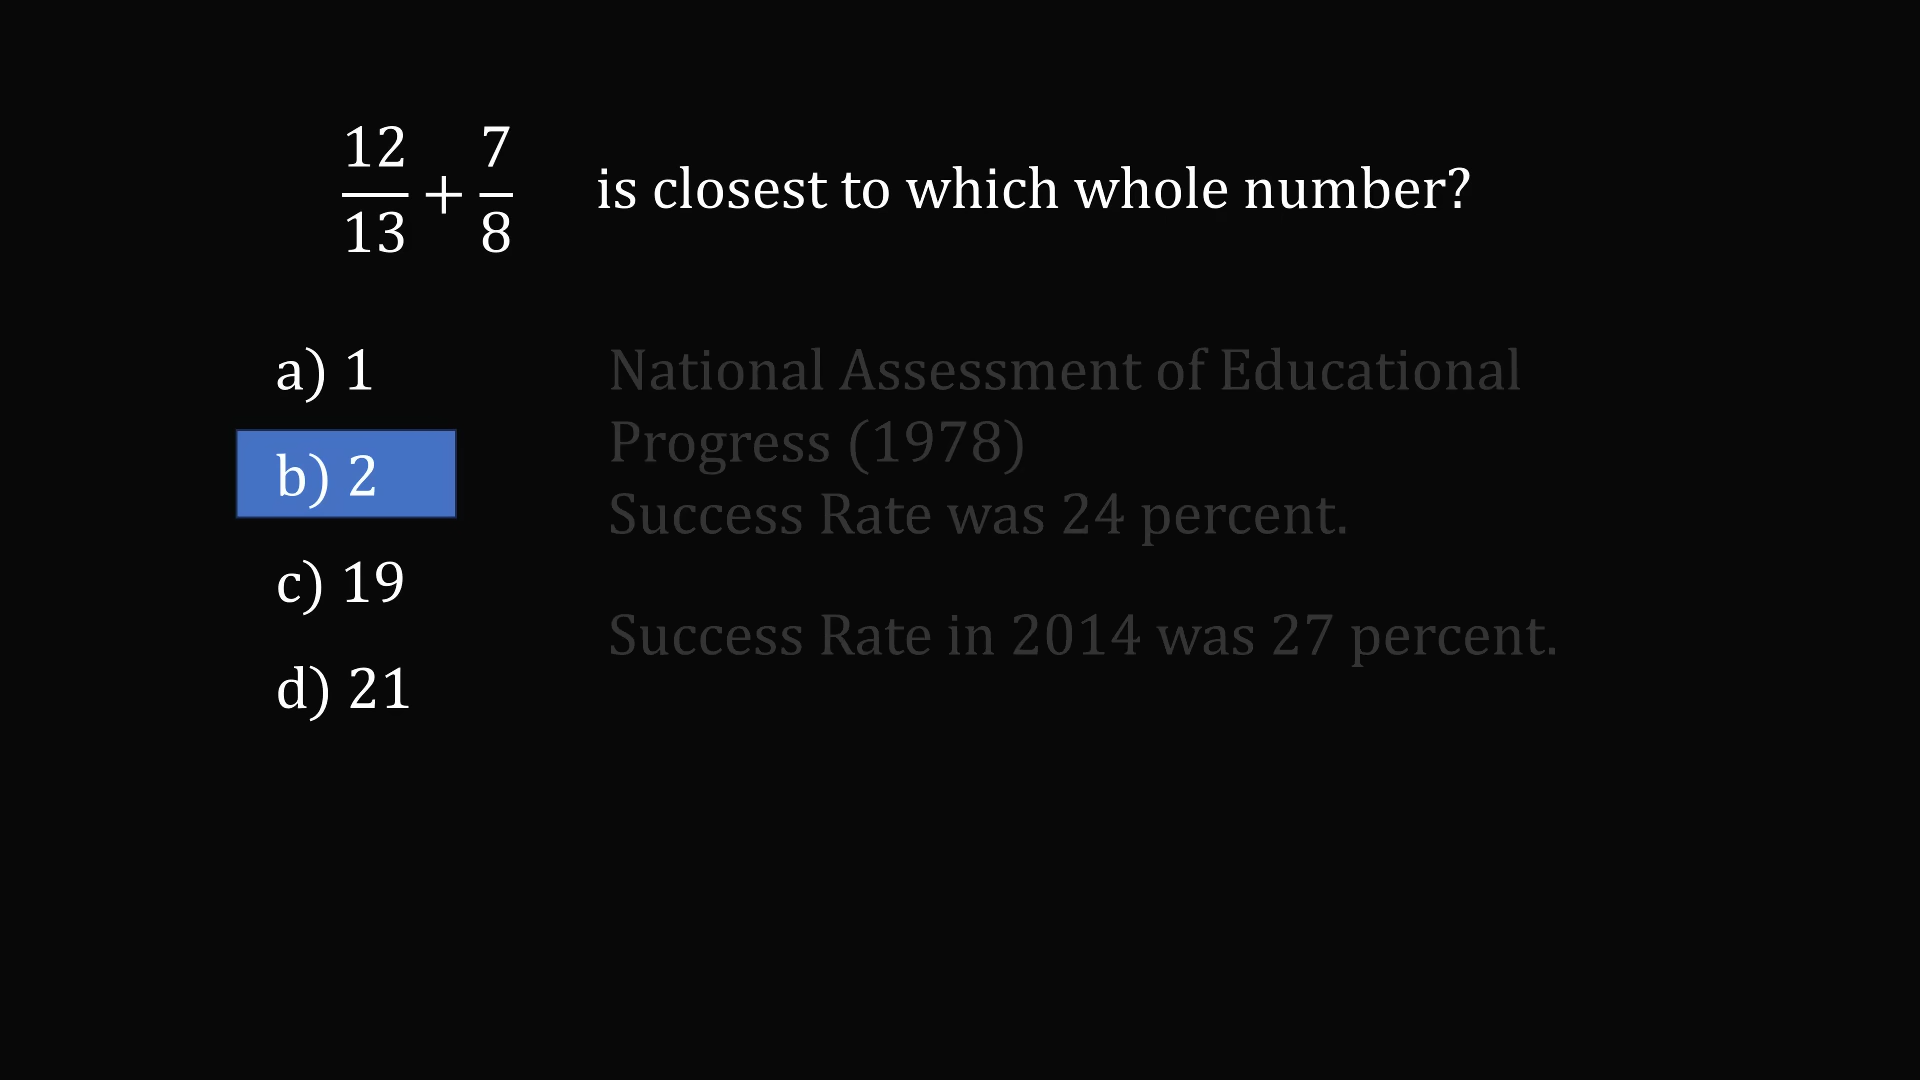 12/13 + 7/8 is closest to which whole number?
a) 1
b) 2
c) 19
d) 21
National Assessment of Educational
Progress (1978)
Success Rate was 24 percent.
Success Rate in 2014 was 27 percent.